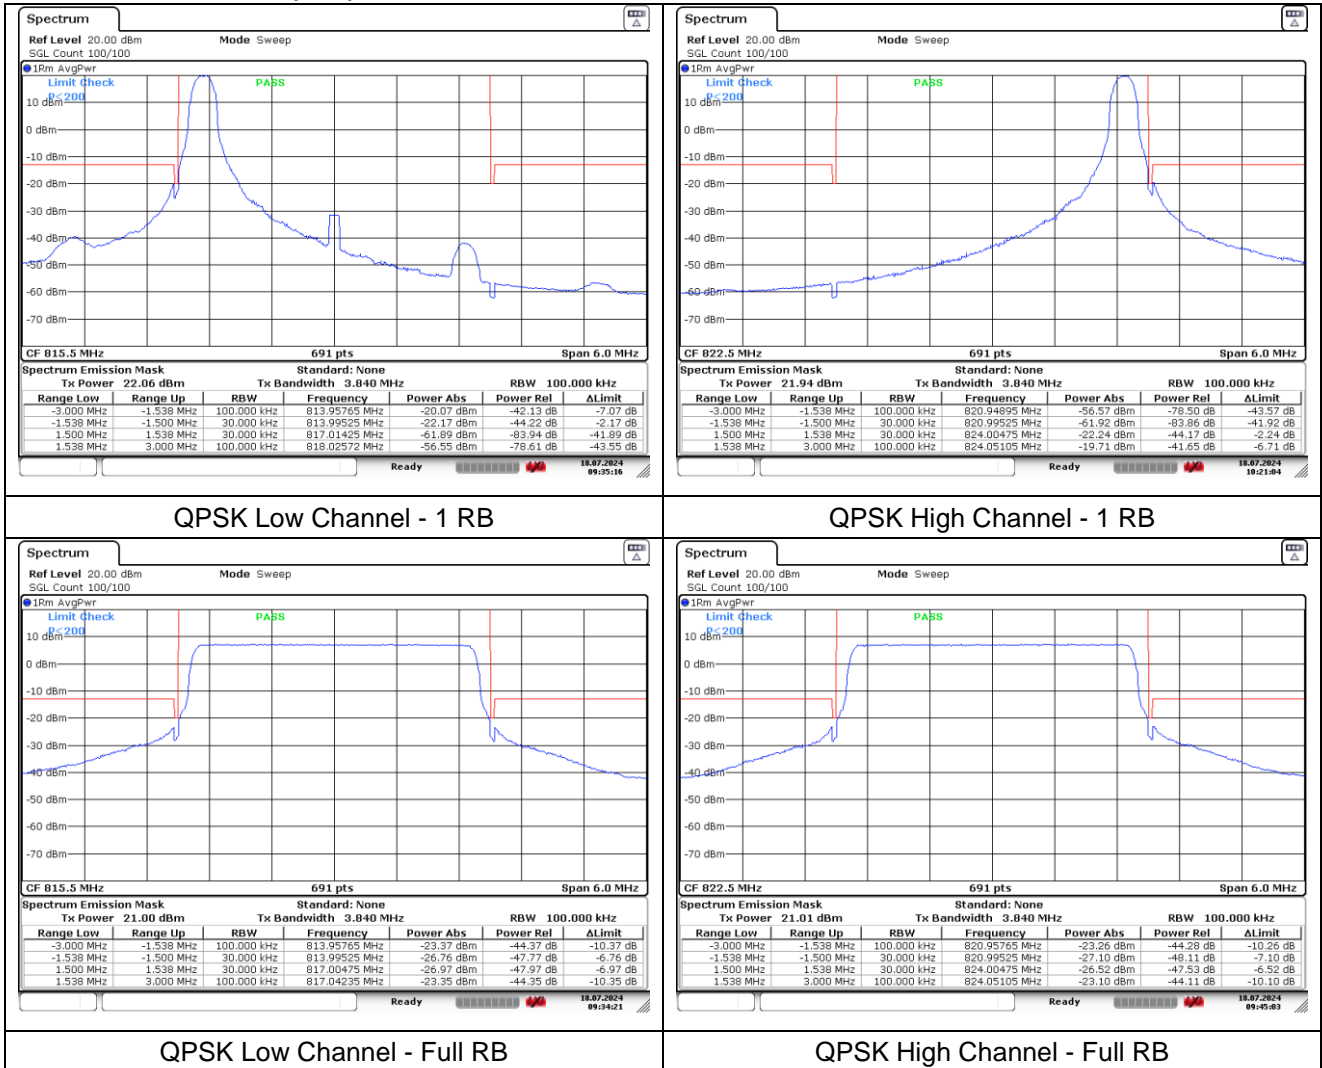 Spectrum
Ref Level 20.00 dBm Mode Sweep
SGL Count 100/100
1Rm AvgPwr
Limit Check PASS
P<200
10 dBm
0 dBm
-10 dBm
-20 dBm
-30 dBm
-40 dBm
-50 dBm
-60 dBm
-70 dBm
CF 815.5 MHz 691 pts Span 6.0 MHz
Spectrum Emission Mask Standard: None
Tx Power 22.06 dBm Tx Bandwidth 3.840 MHz RBW 100.000 kHz
Range Low Range Up RBW Frequency Power Abs Power Rel ΔLimit
-3.000 MHz -1.538 MHz 100.000 kHz 813.95765 MHz -20.07 dBm -42.13 dB -7.07 dB
-1.538 MHz -1.500 MHz 30.000 kHz 813.99525 MHz -22.17 dBm -44.22 dB -2.17 dB
1.500 MHz 1.538 MHz 30.000 kHz 817.01425 MHz -61.89 dBm -83.94 dB -41.89 dB
1.538 MHz 3.000 MHz 100.000 kHz 818.02572 MHz -56.55 dBm -78.61 dB -43.55 dB
Ready 18.07.2024
09:35:16
QPSK Low Channel - 1 RB
Spectrum
Ref Level 20.00 dBm Mode Sweep
SGL Count 100/100
1Rm AvgPwr
Limit Check PASS
P<200
10 dBm
0 dBm
-10 dBm
-20 dBm
-30 dBm
-40 dBm
-50 dBm
-60 dBm
-70 dBm
CF 822.5 MHz 691 pts Span 6.0 MHz
Spectrum Emission Mask Standard: None
Tx Power 21.94 dBm Tx Bandwidth 3.840 MHz RBW 100.000 kHz
Range Low Range Up RBW Frequency Power Abs Power Rel ΔLimit
-3.000 MHz -1.538 MHz 100.000 kHz 820.94895 MHz -56.57 dBm -78.50 dB -43.57 dB
-1.538 MHz -1.500 MHz 30.000 kHz 820.99525 MHz -61.92 dBm -83.86 dB -41.92 dB
1.500 MHz 1.538 MHz 30.000 kHz 824.00475 MHz -22.24 dBm -44.17 dB -2.24 dB
1.538 MHz 3.000 MHz 100.000 kHz 824.05105 MHz -19.71 dBm -41.65 dB -6.71 dB
Ready 18.07.2024
10:21:04
QPSK High Channel - 1 RB
Spectrum
Ref Level 20.00 dBm Mode Sweep
SGL Count 100/100
1Rm AvgPwr
Limit Check PASS
P<200
10 dBm
0 dBm
-10 dBm
-20 dBm
-30 dBm
-40 dBm
-50 dBm
-60 dBm
-70 dBm
CF 815.5 MHz 691 pts Span 6.0 MHz
Spectrum Emission Mask Standard: None
Tx Power 21.00 dBm Tx Bandwidth 3.840 MHz RBW 100.000 kHz
Range Low Range Up RBW Frequency Power Abs Power Rel ΔLimit
-3.000 MHz -1.538 MHz 100.000 kHz 813.95765 MHz -23.37 dBm -44.37 dB -10.37 dB
-1.538 MHz -1.500 MHz 30.000 kHz 813.99525 MHz -26.76 dBm -47.77 dB -6.76 dB
1.500 MHz 1.538 MHz 30.000 kHz 817.00475 MHz -26.97 dBm -47.97 dB -6.97 dB
1.538 MHz 3.000 MHz 100.000 kHz 817.04235 MHz -23.35 dBm -44.35 dB -10.35 dB
Ready 18.07.2024
09:34:21
QPSK Low Channel - Full RB
Spectrum
Ref Level 20.00 dBm Mode Sweep
SGL Count 100/100
1Rm AvgPwr
Limit Check PASS
P<200
10 dBm
0 dBm
-10 dBm
-20 dBm
-30 dBm
-40 dBm
-50 dBm
-60 dBm
-70 dBm
CF 822.5 MHz 691 pts Span 6.0 MHz
Spectrum Emission Mask Standard: None
Tx Power 21.01 dBm Tx Bandwidth 3.840 MHz RBW 100.000 kHz
Range Low Range Up RBW Frequency Power Abs Power Rel ΔLimit
-3.000 MHz -1.538 MHz 100.000 kHz 820.95765 MHz -23.26 dBm -44.28 dB -10.26 dB
-1.538 MHz -1.500 MHz 30.000 kHz 820.99525 MHz -27.10 dBm -48.11 dB -7.10 dB
1.500 MHz 1.538 MHz 30.000 kHz 824.00475 MHz -26.52 dBm -47.53 dB -6.52 dB
1.538 MHz 3.000 MHz 100.000 kHz 824.05105 MHz -23.10 dBm -44.11 dB -10.10 dB
Ready 18.07.2024
09:45:03
QPSK High Channel - Full RB